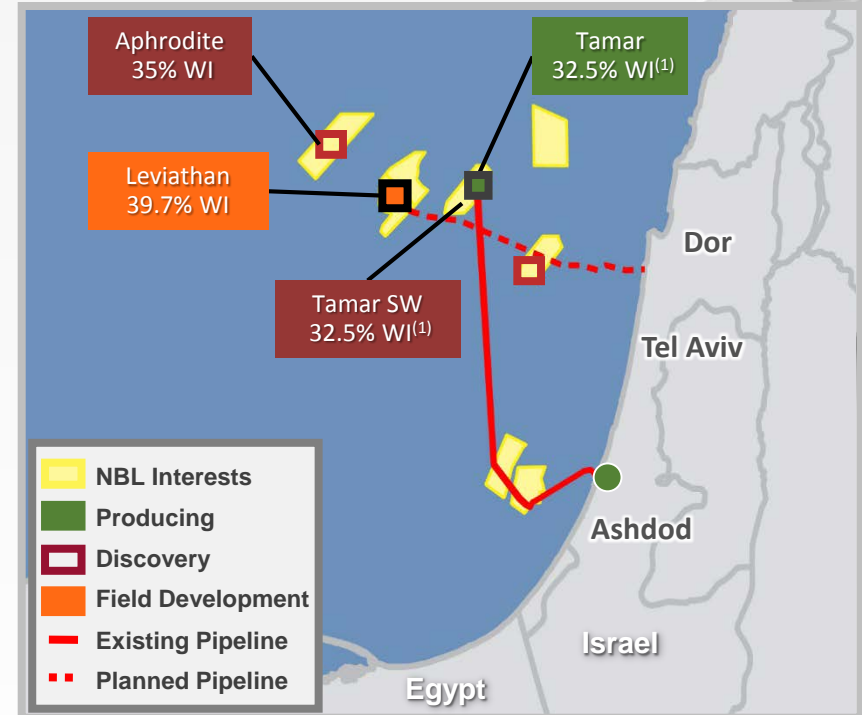 Aphrodite
35% WI
Tamar
32.5% WI(1)
Leviathan
39.7% WI
Tamar SW
32.5% WI(1)
Dor
Tel Aviv
Ashdod
Israel
Egypt
NBL Interests
Producing
Discovery
Field Development
Existing Pipeline
Planned Pipeline